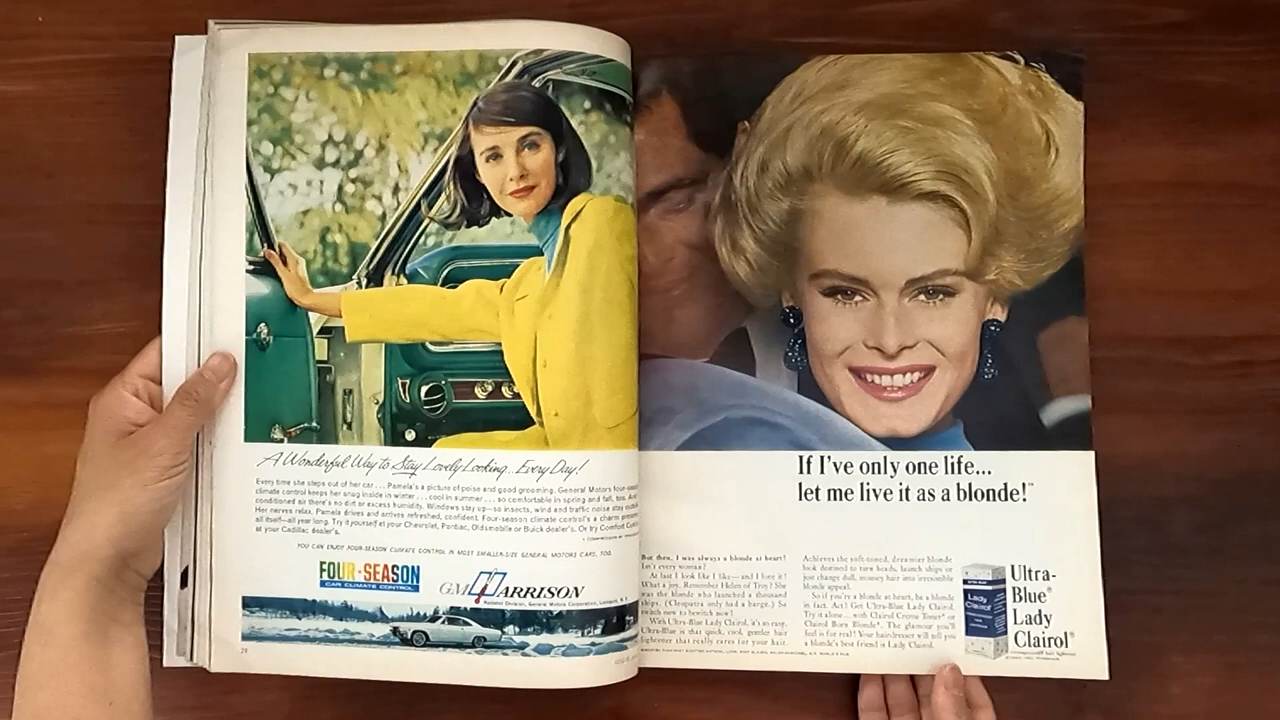 A Wonderful Way to Stay Lovely Looking...Every Day!
Every time she steps out of her car . . . Pamela's a picture of poise and good grooming. General Motors four-season
climate control keeps her snug inside in winter . . . cool in summer . . . so comfortable in spring and fall, too. And
conditioned air there's no dirt or excess humidity. Windows stay up—so insects, wind and traffic noise stay outside.
Her nerves relax. Pamela drives and arrives refreshed, confident. Four-season climate control's a charm
all itself—all year long. Try it yourself at your Chevrolet, Pontiac, Oldsmobile or Buick dealer's. Or try Comfort Control
at your Cadillac dealer's.
YOU CAN ENJOY FOUR-SEASON CLIMATE CONTROL IN MOST SMALLER-SIZE GENERAL MOTORS CARS, TOO.
FOUR-SEASON
CAR CLIMATE CONTROL
GM HARRISON
Radiator Division, General Motors Corporation, Lockport, N. Y.
If I've only one life...
let me live it as a blonde!
But then, I was always a blonde at heart!
Isn't every woman?
At last I look like I like—and I love it!
What a joy. Remember Helen of Troy? She
was the blonde who launched a thousand
ships. (Cleopatra only had a barge.) So
switch now to bewitch now!
With Ultra-Blue Lady Clairol, it's so easy.
Ultra-Blue is that quick, cool, gentler hair
lightener that really cares for your hair.
Achieves the soft-toned, dreamier blonde
look destined to turn heads, launch ships or
just change dull, mousey hair into irresistible
blonde appeal.
So if you're a blonde at heart, be a blonde
in fact. Act! Get Ultra-Blue Lady Clairol.
Try it alone... with Clairol Creme Toner® or
Clairol Born Blonde®. The glamour you'll
feel is for real! Your hairdresser will tell you
a blonde's best friend is Lady Clairol.
Lady
Clairol
Ultra-
Blue®
Lady
Clairol®